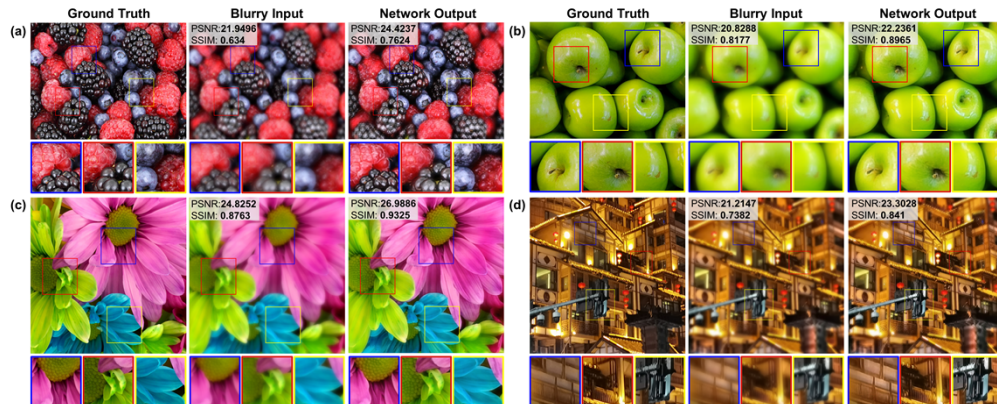 Ground Truth Blurry Input Network Output
(a)
PSNR:21.9496
SSIM: 0.634
PSNR:24.4237
SSIM: 0.7624
Ground Truth Blurry Input Network Output
(b)
PSNR:20.8288
SSIM: 0.8177
PSNR:22.2361
SSIM: 0.8965
(c)
PSNR:24.8252
SSIM: 0.8763
PSNR:26.9886
SSIM: 0.9325
(d)
PSNR:21.2147
SSIM: 0.7382
PSNR:23.3028
SSIM: 0.841